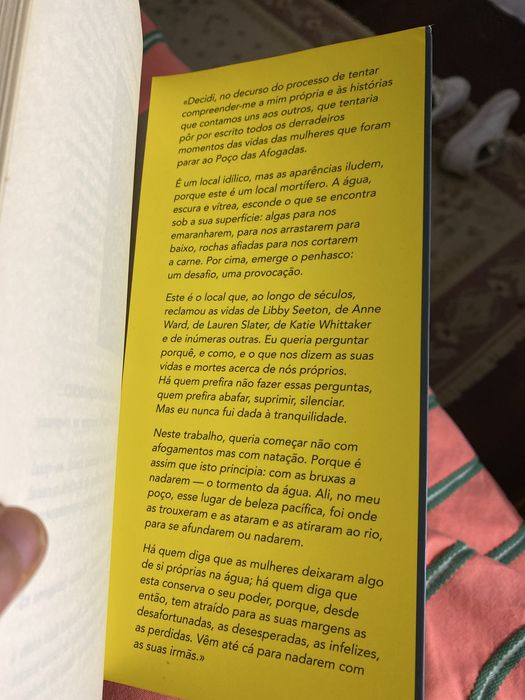 «Decidi, no decurso do processo de tentar
compreender-me a mim própria e às histórias
que contamos uns aos outros, que tentaria
pôr por escrito todos os derradeiros
momentos das vidas das mulheres que foram
parar ao Poço das Afogadas.
É um local idílico, mas as aparências iludem,
porque este é um local mortífero. A água,
escura e vítrea, esconde o que se encontra
sob a sua superfície: algas para nos
emaranharem, para nos arrastarem para
baixo, rochas afiadas para nos cortarem
a carne. Por cima, emerge o penhasco:
um desafio, uma provocação.
Este é o local que, ao longo de séculos,
reclamou as vidas de Libby Seeton, de Anne
Ward, de Lauren Slater, de Katie Whittaker
e de inúmeras outras. Eu queria perguntar
porquê, e como, e o que nos dizem as suas
vidas e mortes acerca de nós próprios.
Há quem prefira não fazer essas perguntas,
quem prefira abafar, suprimir, silenciar.
Mas eu nunca fui dada à tranquilidade.
Neste trabalho, queria começar não com
afogamentos mas com natação. Porque é
assim que isto principia: com as bruxas a
nadarem — o tormento da água. Ali, no meu
poço, esse lugar de beleza pacífica, foi onde
as trouxeram e as ataram e as atiraram ao rio,
para se afundarem ou nadarem.
Há quem diga que as mulheres deixaram algo
de si próprias na água; há quem diga que
esta conserva o seu poder, porque, desde
então, tem atraído para as suas margens as
desafortunadas, as desesperadas, as infelizes,
as perdidas. Vêm até cá para nadarem com
as suas irmãs.»